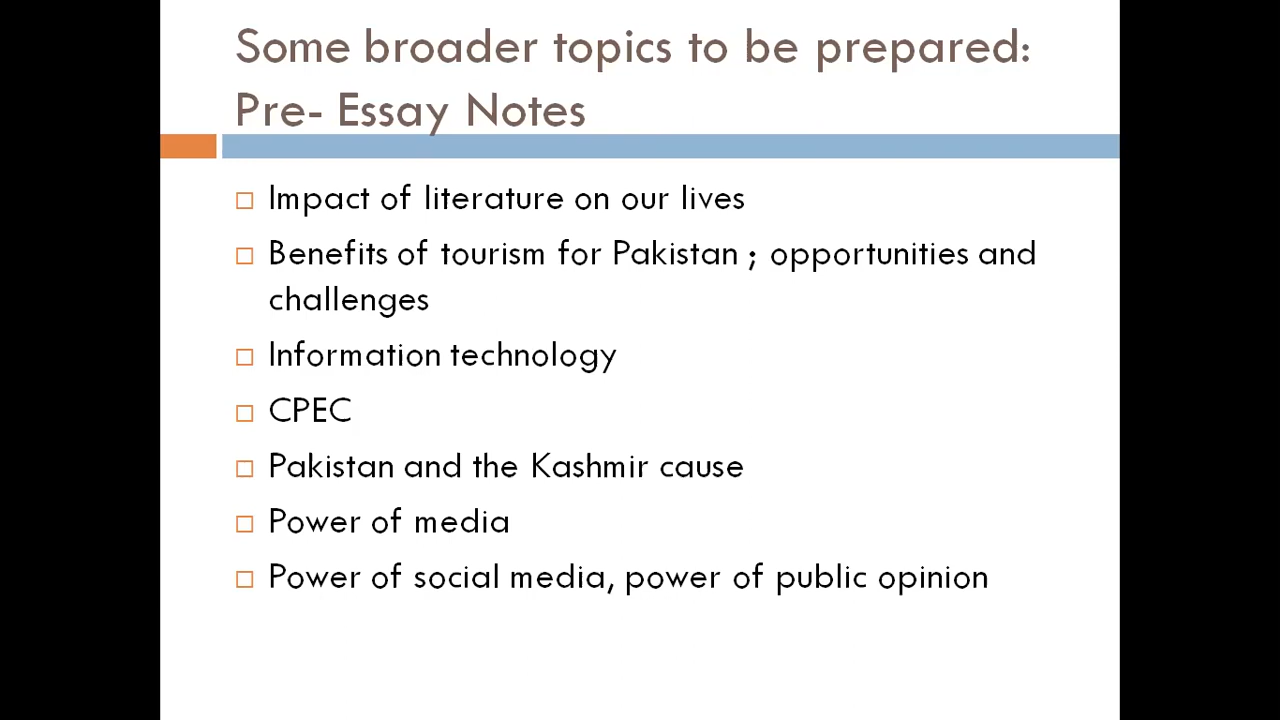 Some broader topics to be prepared:
Pre- Essay Notes
Impact of literature on our lives
Benefits of tourism for Pakistan ; opportunities and
challenges
Information technology
CPEC
Pakistan and the Kashmir cause
Power of media
Power of social media, power of public opinion